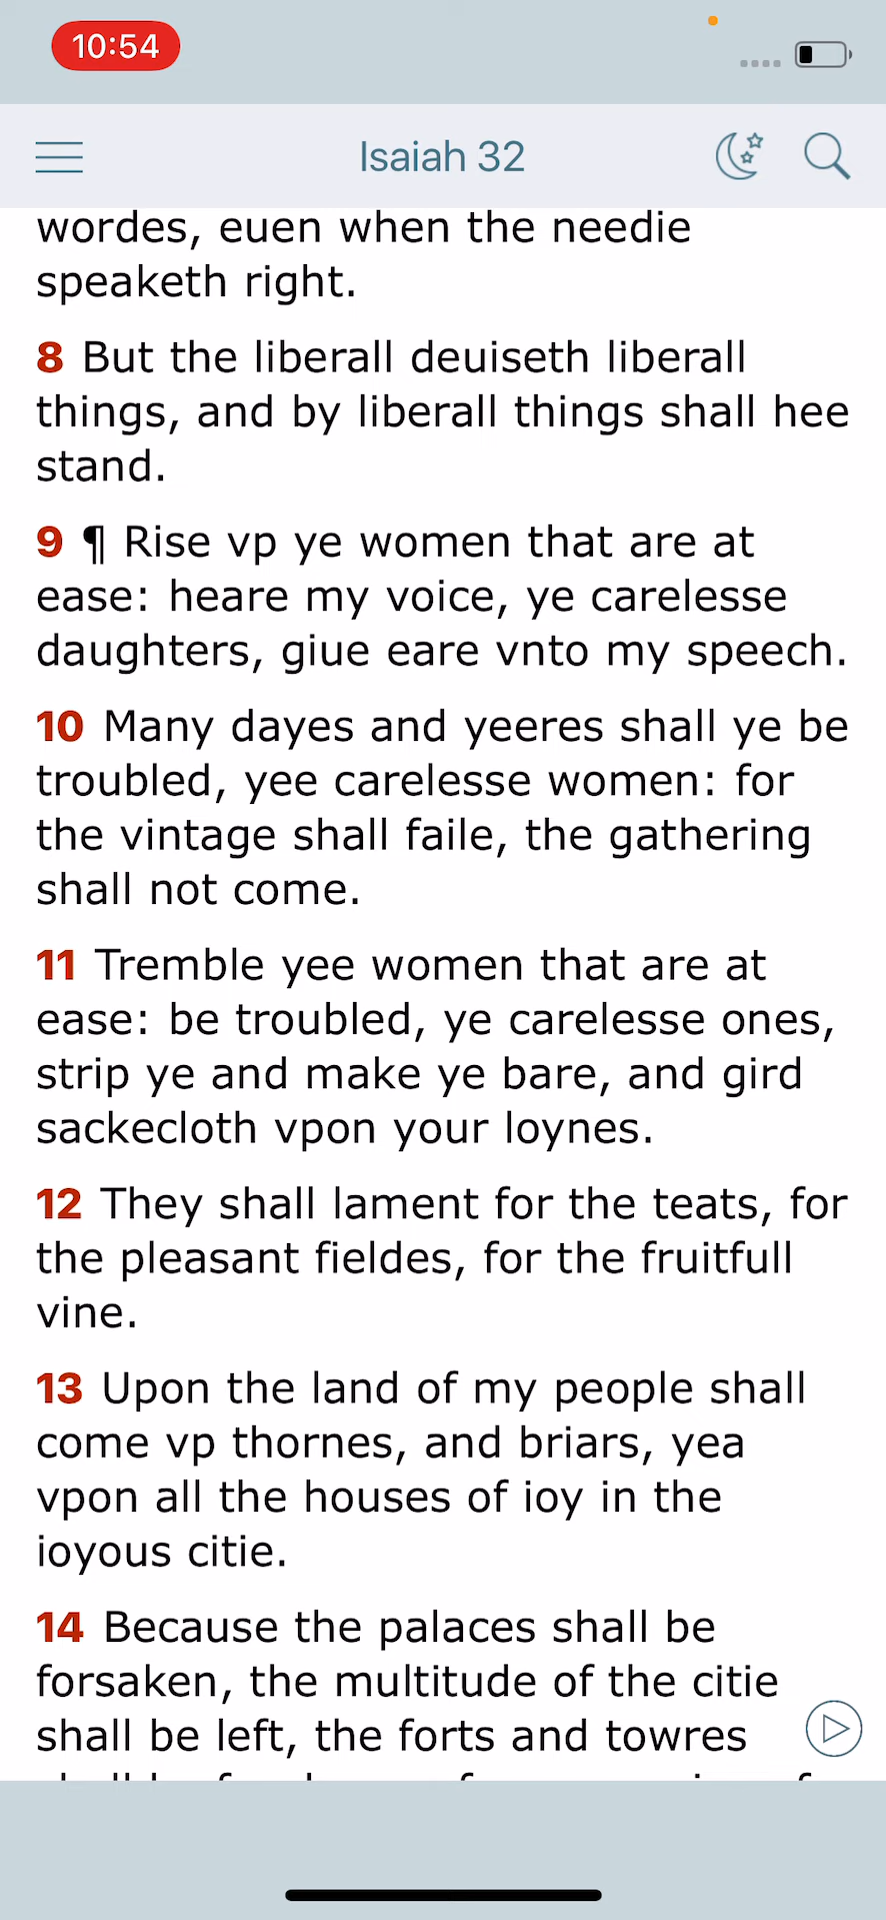 10:54
Isaiah 32
wordes, euen when the needie
speaketh right.
8 But the liberall deuiseth liberall
things, and by liberall things shall hee
stand.
9 ¶ Rise vp ye women that are at
ease: heare my voice, ye carelesse
daughters, giue eare vnto my speech.
10 Many dayes and yeeres shall ye be
troubled, yee carelesse women: for
the vintage shall faile, the gathering
shall not come.
11 Tremble yee women that are at
ease: be troubled, ye carelesse ones,
strip ye and make ye bare, and gird
sackecloth vpon your loynes.
12 They shall lament for the teats, for
the pleasant fieldes, for the fruitfull
vine.
13 Upon the land of my people shall
come vp thornes, and briars, yea
vpon all the houses of ioy in the
ioyous citie.
14 Because the palaces shall be
forsaken, the multitude of the citie
shall be left, the forts and towres